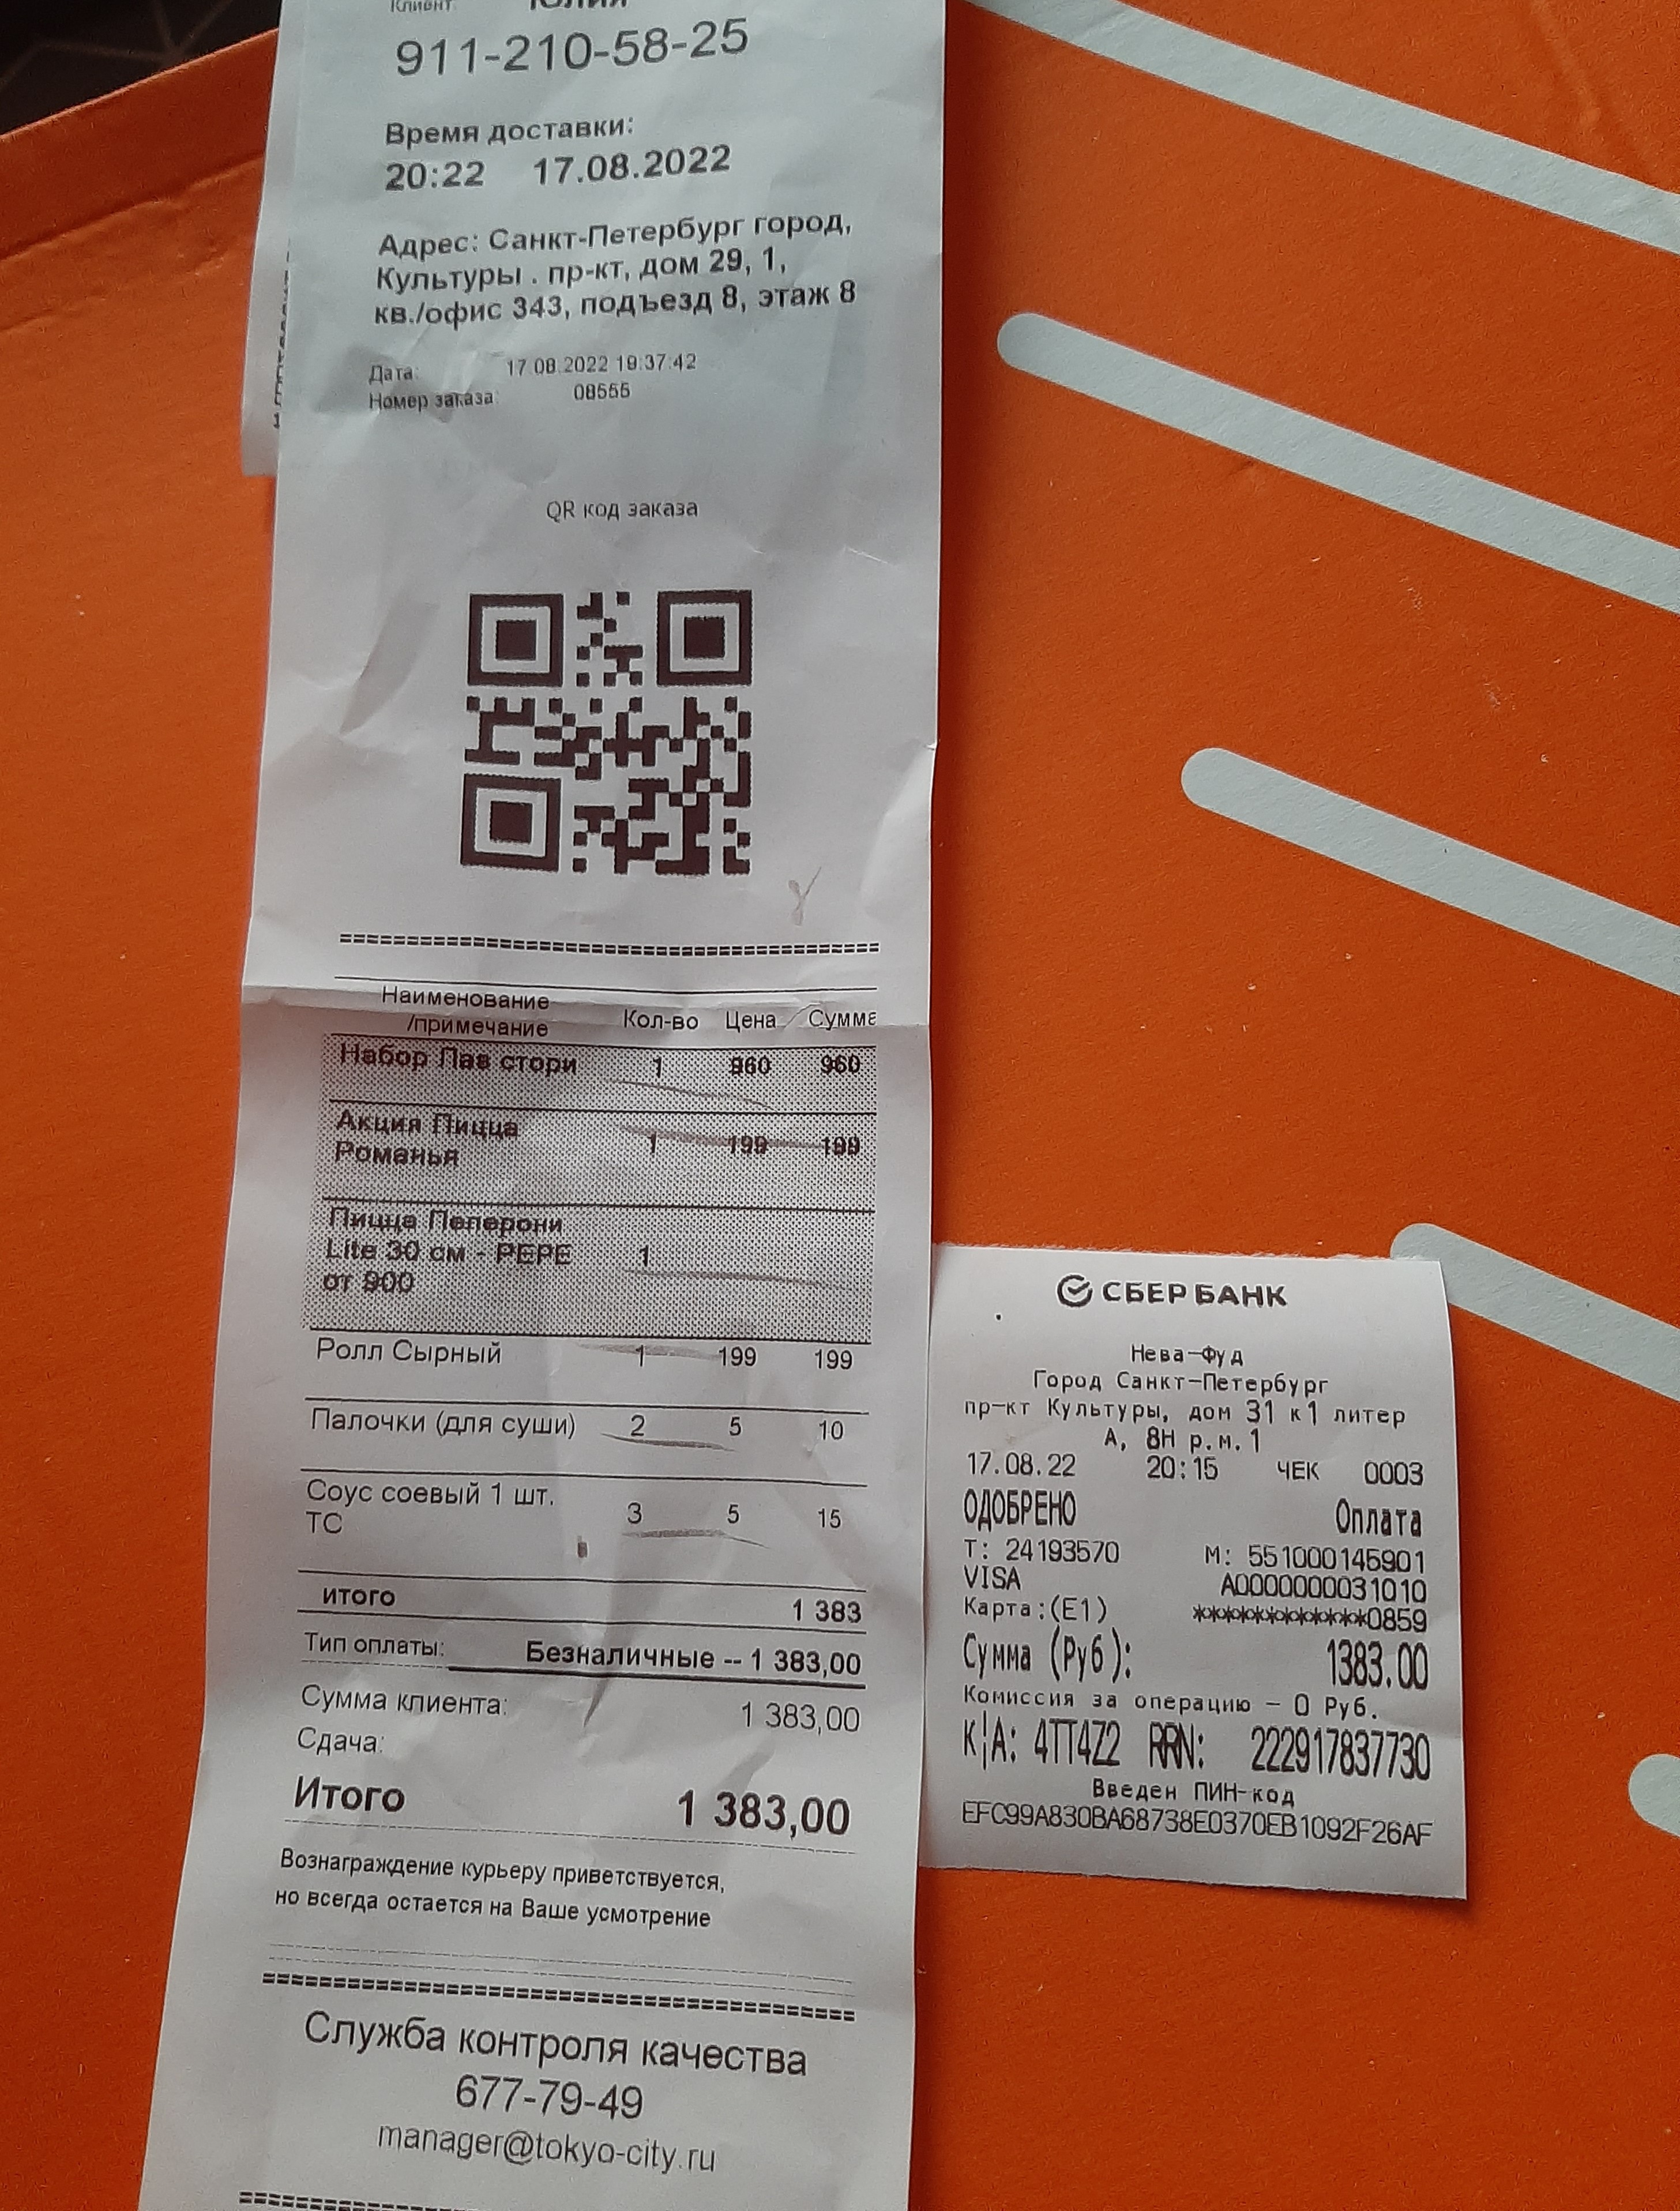 Клиент Юлия
911-210-58-25
Время доставки:
20:22 17.08.2022
Адрес: Санкт-Петербург город,
Культуры . пр-кт, дом 29, 1,
кв./офис 343, подъезд 8, этаж 8
Дата: 17.08.2022 19:37:42
Номер заказа: 08555
QR код заказа
Наименование
/примечание Кол-во Цена Сумма
Набор Лав стори 1 960 960
Акция Пицца
Романья 1 199 199
Пицца Пеперони
Lite 30 см - PEPE 1
от 900
Ролл Сырный 1 199 199
Палочки (для суши) 2 5 10
Соус соевый 1 шт.
ТС 3 5 15
итого 1 383
Тип оплаты: Безналичные -- 1 383,00
Сумма клиента: 1 383,00
Сдача:
Итого 1 383,00
Вознаграждение курьеру приветствуется,
но всегда остается на Ваше усмотрение
Служба контроля качества
677-79-49
manager@tokyo-city.ru
СБЕРБАНК
Нева-Фуд
Город Санкт-Петербург
пр-кт Культуры, дом 31 к1 литер
А, 8Н р.м.1
17.08.22 20:15 ЧЕК 0003
ОДОБРЕНО Оплата
Т: 24193570 М: 551000145901
VISA A0000000031010
Карта:(E1) ************0859
Сумма (Руб): 1383.00
Комиссия за операцию – 0 Руб.
К|А: 4TT4Z2 RRN: 222917837730
Введен ПИН-код
EFC99A830BA68738E0370EB1092F26AF